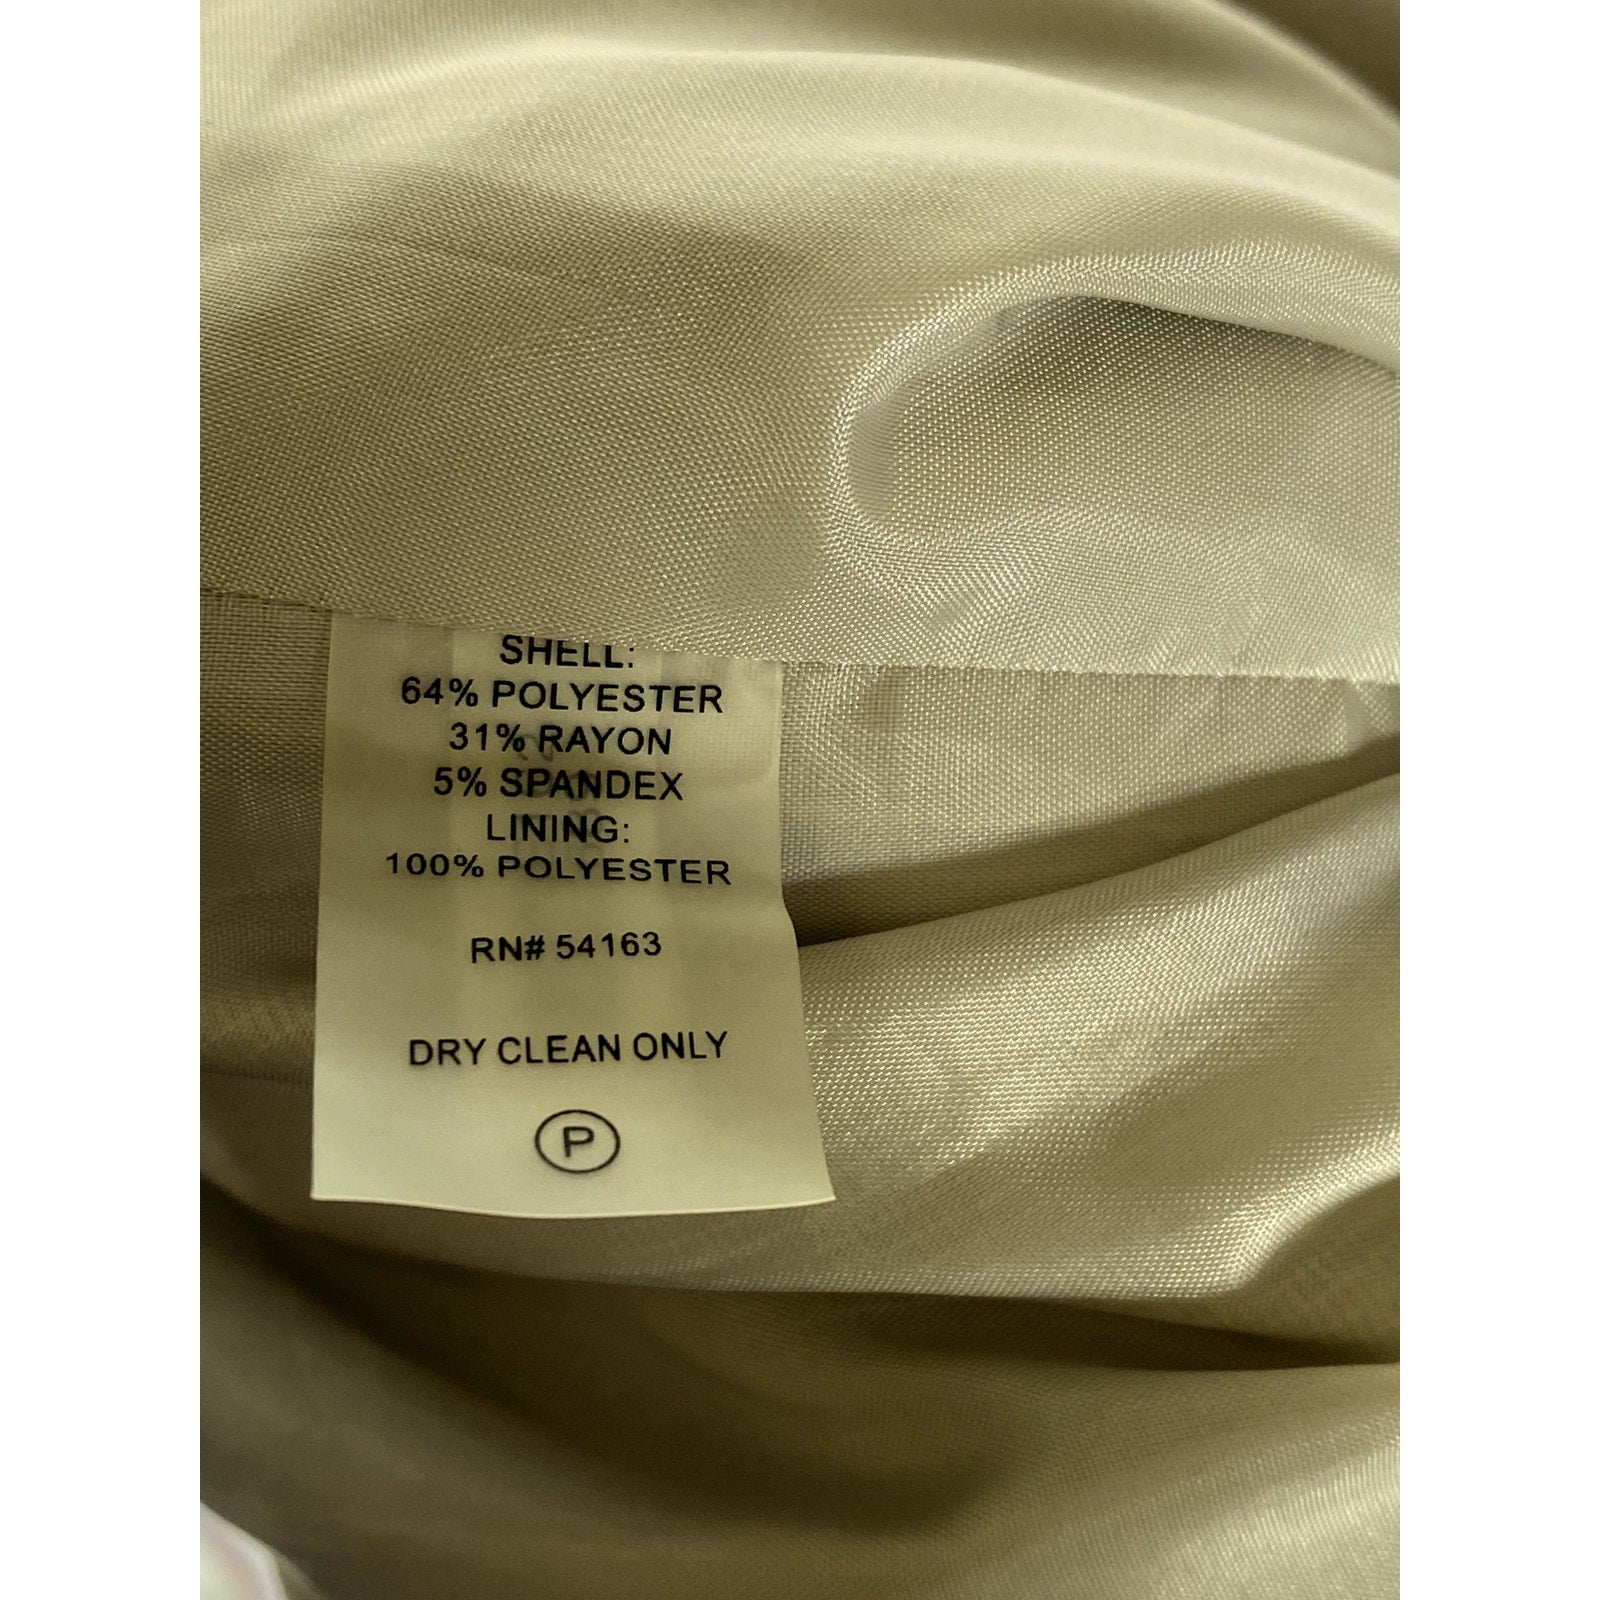 SHELL:
64% POLYESTER
31% RAYON
5% SPANDEX
LINING:
100% POLYESTER
RN# 54163
DRY CLEAN ONLY
P